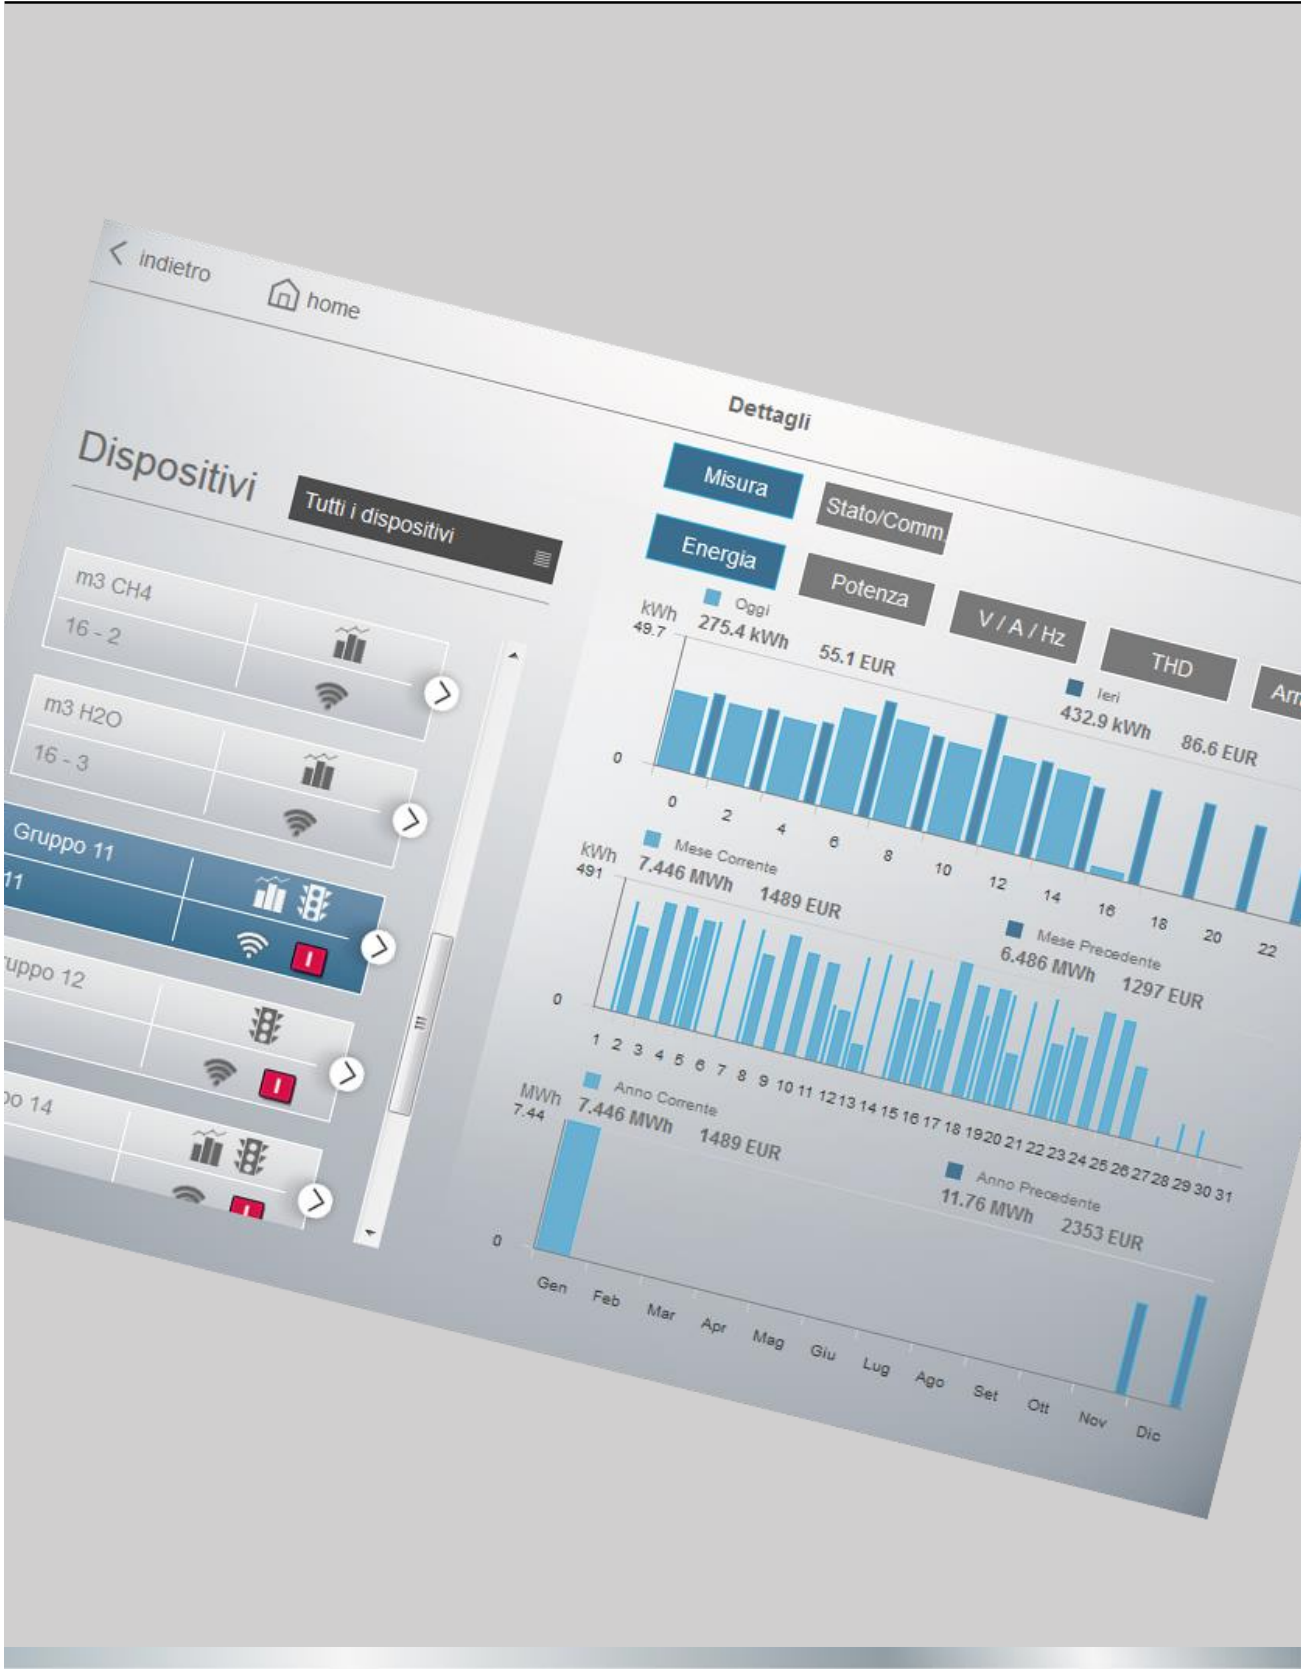 indietro
home
Dettagli
Dispositivi
Tutti i dispositivi
m3 CH4
16 - 2
m3 H2O
16 - 3
Gruppo 11
11
ruppo 12
po 14
Misura
Stato/Comm.
Energia
Potenza
V / A / Hz
THD
Arm
kWh
49.7
Oggi
275.4 kWh 55.1 EUR
Ieri
432.9 kWh 86.6 EUR
0
0 2 4 6 8 10 12 14 16 18 20 22
kWh
491
Mese Corrente
7.446 MWh 1489 EUR
Mese Precedente
6.486 MWh 1297 EUR
0
1 2 3 4 5 6 7 8 9 10 11 12 13 14 15 16 17 18 19 20 21 22 23 24 25 26 27 28 29 30 31
MWh
7.44
Anno Corrente
7.446 MWh 1489 EUR
Anno Precedente
11.76 MWh 2353 EUR
0
Gen Feb Mar Apr Mag Giu Lug Ago Set Ott Nov Dic